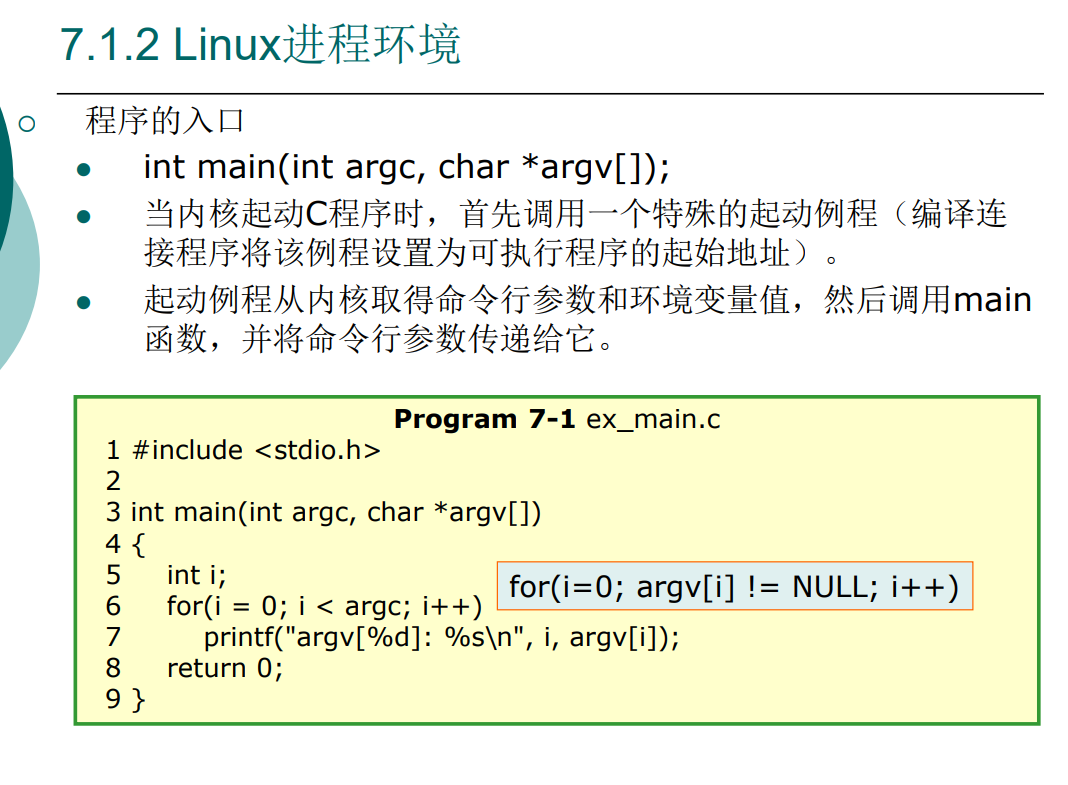 7.1.2 Linux进程环境
程序的入口
int main(int argc, char *argv[]);
当内核起动C程序时，首先调用一个特殊的起动例程（编译连
接程序将该例程设置为可执行程序的起始地址）。
起动例程从内核取得命令行参数和环境变量值，然后调用main
函数，并将命令行参数传递给它。
Program 7-1 ex_main.c
1 #include <stdio.h>
2
3 int main(int argc, char *argv[])
4 {
5     int i;
6     for(i = 0; i < argc; i++)
for(i=0; argv[i] != NULL; i++)
7         printf("argv[%d]: %s\n", i, argv[i]);
8     return 0;
9 }